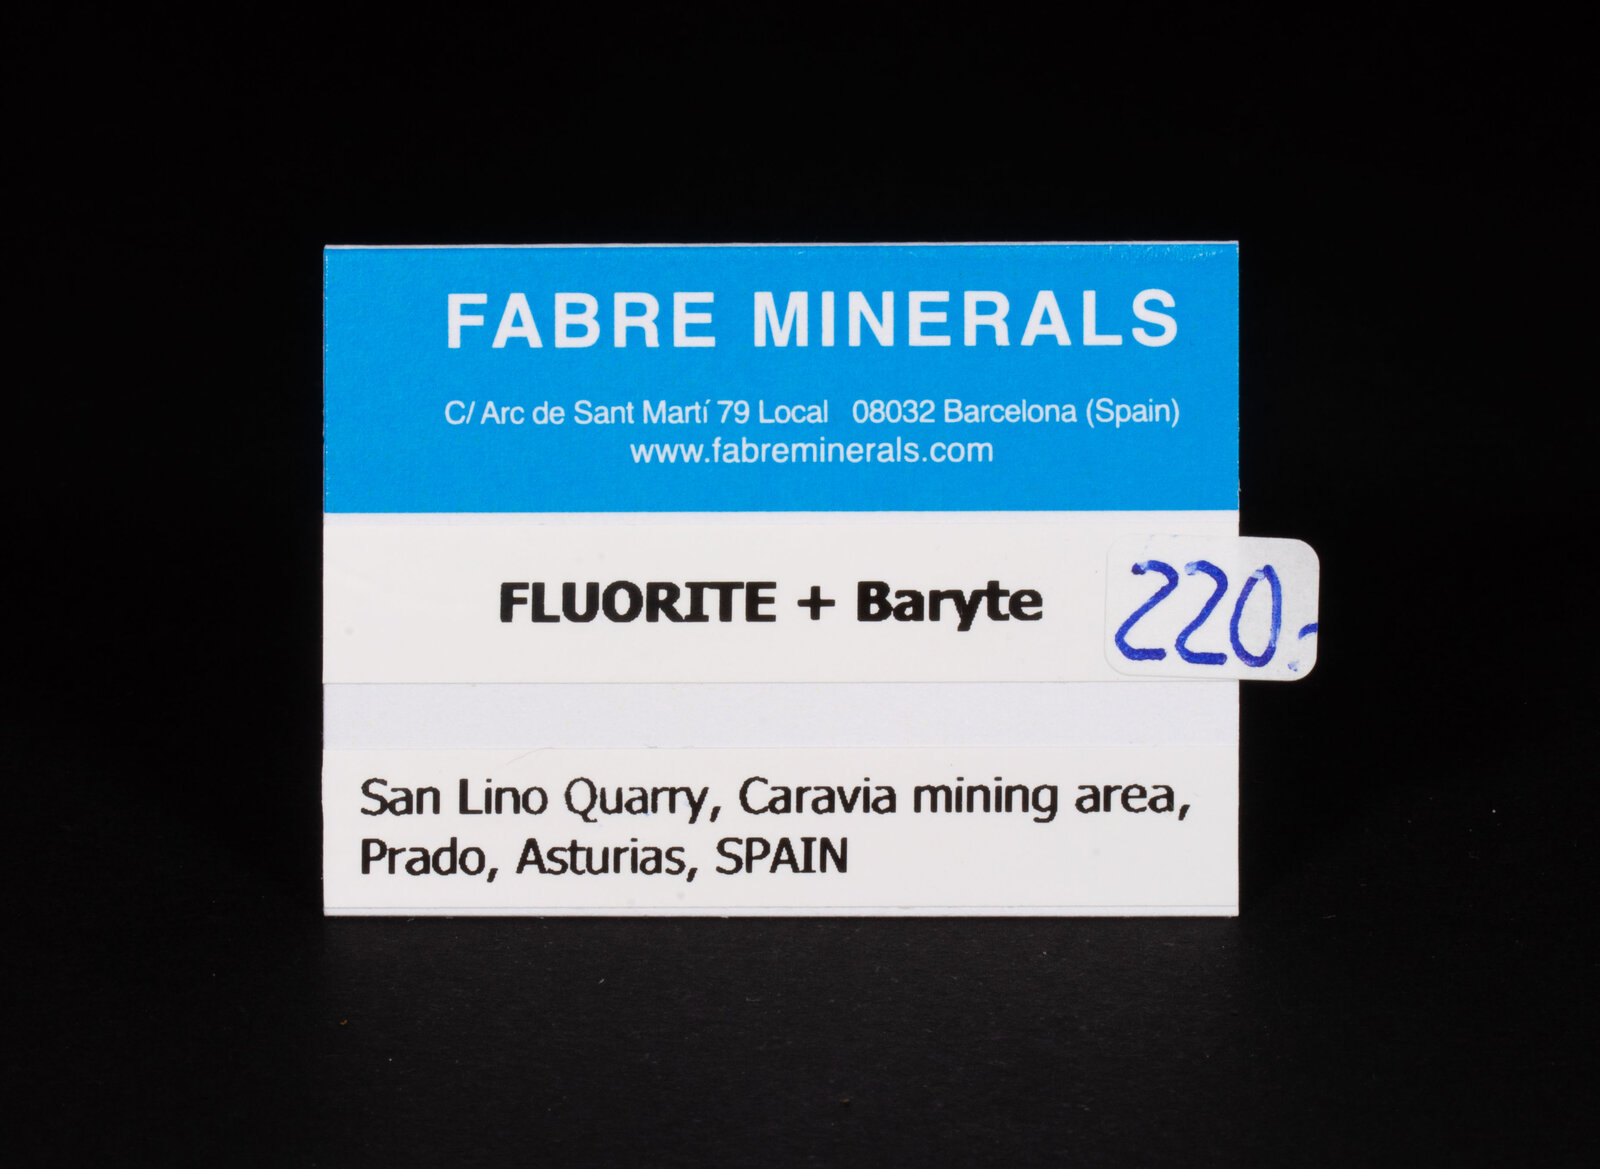 FABRE MINERALS
C/ Arc de Sant Martí 79 Local 08032 Barcelona (Spain)
www.fabreminerals.com
FLUORITE + Baryte
220.-
San Lino Quarry, Caravia mining area,
Prado, Asturias, SPAIN